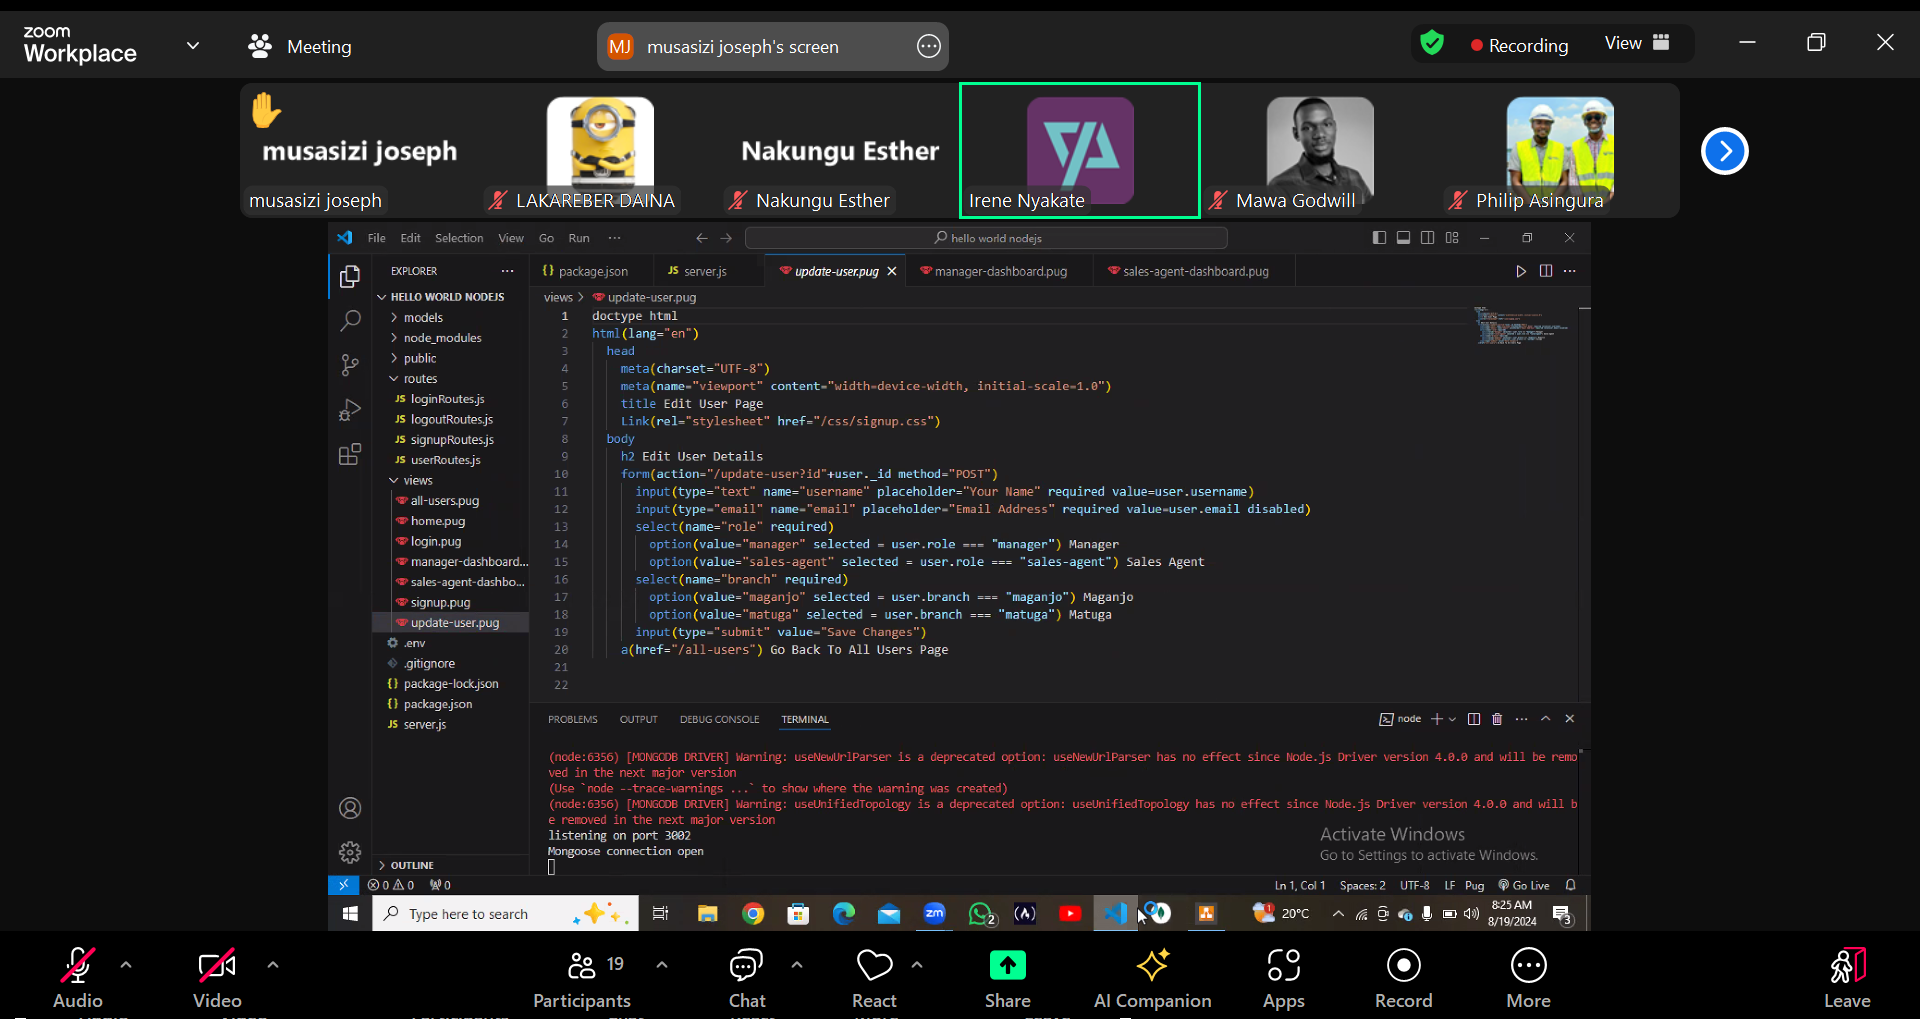 zoom
Workplace
Meeting
MJ musasizi joseph's screen
Recording
View
musasizi joseph
musasizi joseph
LAKAREBER DAINA
Nakungu Esther
Nakungu Esther
Irene Nyakate
Mawa Godwill
Philip Asingura
File Edit Selection View Go Run ···
hello world nodejs
EXPLORER ···
HELLO WORLD NODEJS
models
node_modules
public
routes
JS loginRoutes.js
JS logoutRoutes.js
JS signupRoutes.js
JS userRoutes.js
views
all-users.pug
home.pug
login.pug
manager-dashboard...
sales-agent-dashbo...
signup.pug
update-user.pug
.env
.gitignore
{} package-lock.json
{} package.json
JS server.js
OUTLINE
{} package.json
JS server.js
update-user.pug
manager-dashboard.pug
sales-agent-dashboard.pug
views > update-user.pug
1 doctype html
2 html(lang="en")
3 head
4 meta(charset="UTF-8")
5 meta(name="viewport" content="width=device-width, initial-scale=1.0")
6 title Edit User Page
7 Link(rel="stylesheet" href="/css/signup.css")
8 body
9 h2 Edit User Details
10 form(action="/update-user?id"+user._id method="POST")
11 input(type="text" name="username" placeholder="Your Name" required value=user.username)
12 input(type="email" name="email" placeholder="Email Address" required value=user.email disabled)
13 select(name="role" required)
14 option(value="manager" selected = user.role === "manager") Manager
15 option(value="sales-agent" selected = user.role === "sales-agent") Sales Agent
16 select(name="branch" required)
17 option(value="maganjo" selected = user.branch === "maganjo") Maganjo
18 option(value="matuga" selected = user.branch === "matuga") Matuga
19 input(type="submit" value="Save Changes")
20 a(href="/all-users") Go Back To All Users Page
21
22
PROBLEMS OUTPUT DEBUG CONSOLE TERMINAL
node
(node:6356) [MONGODB DRIVER] Warning: useNewUrlParser is a deprecated option: useNewUrlParser has no effect since Node.js Driver version 4.0.0 and will be remo
ved in the next major version
(Use `node --trace-warnings ...` to show where the warning was created)
(node:6356) [MONGODB DRIVER] Warning: useUnifiedTopology is a deprecated option: useUnifiedTopology has no effect since Node.js Driver version 4.0.0 and will b
e removed in the next major version
listening on port 3002
Mongoose connection open
Activate Windows
Go to Settings to activate Windows.
0 0 0
Ln 1, Col 1 Spaces: 2 UTF-8 LF Pug Go Live
Type here to search
zm
2
1
20°C
8:25 AM
8/19/2024
3
19
Audio
Video
Participants
Chat
React
Share
AI Companion
Apps
Record
More
Leave